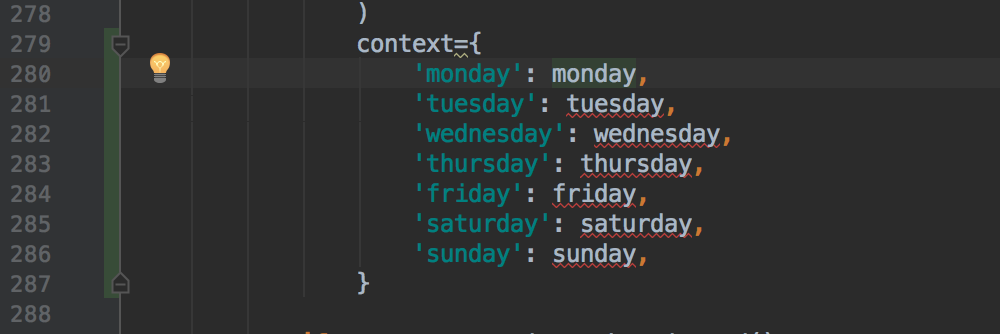 278 )
279 context={
280 'monday': monday,
281 'tuesday': tuesday,
282 'wednesday': wednesday,
283 'thursday': thursday,
284 'friday': friday,
285 'saturday': saturday,
286 'sunday': sunday,
287 }
288